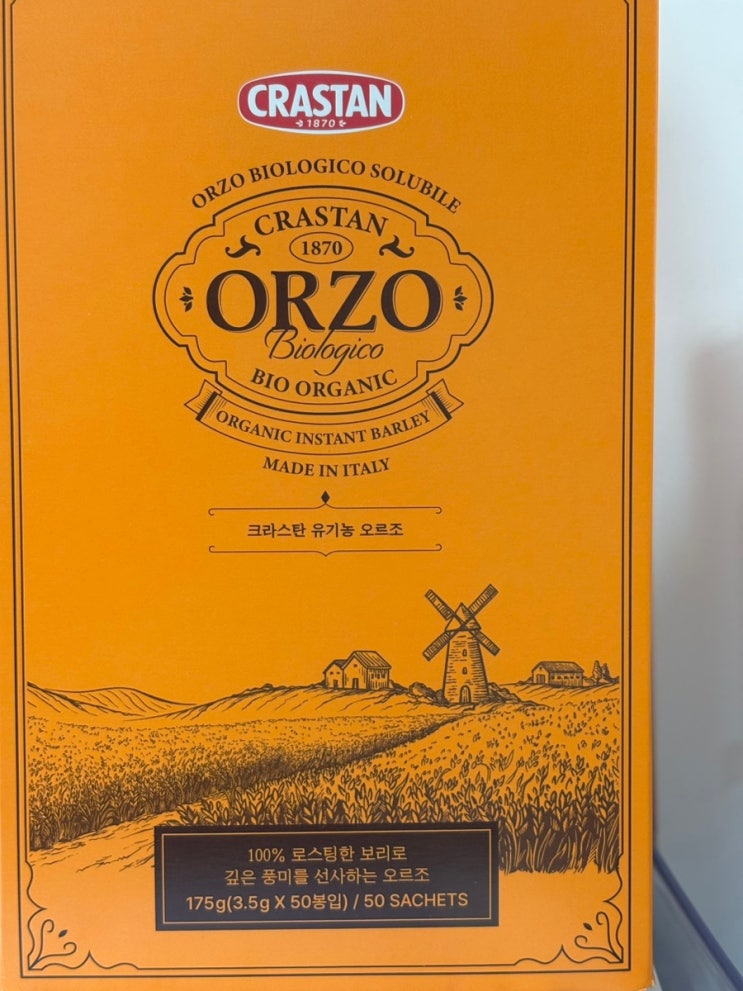 CRASTAN
1870
ORZO BIOLOGICO SOLUBILE
CRASTAN
1870
ORZO
Biologico
BIO ORGANIC
ORGANIC INSTANT BARLEY
MADE IN ITALY
크라스탄 유기농 오르조
100% 로스팅한 보리로
깊은 풍미를 선사하는 오르조
175g(3.5g X 50봉입) / 50 SACHETS